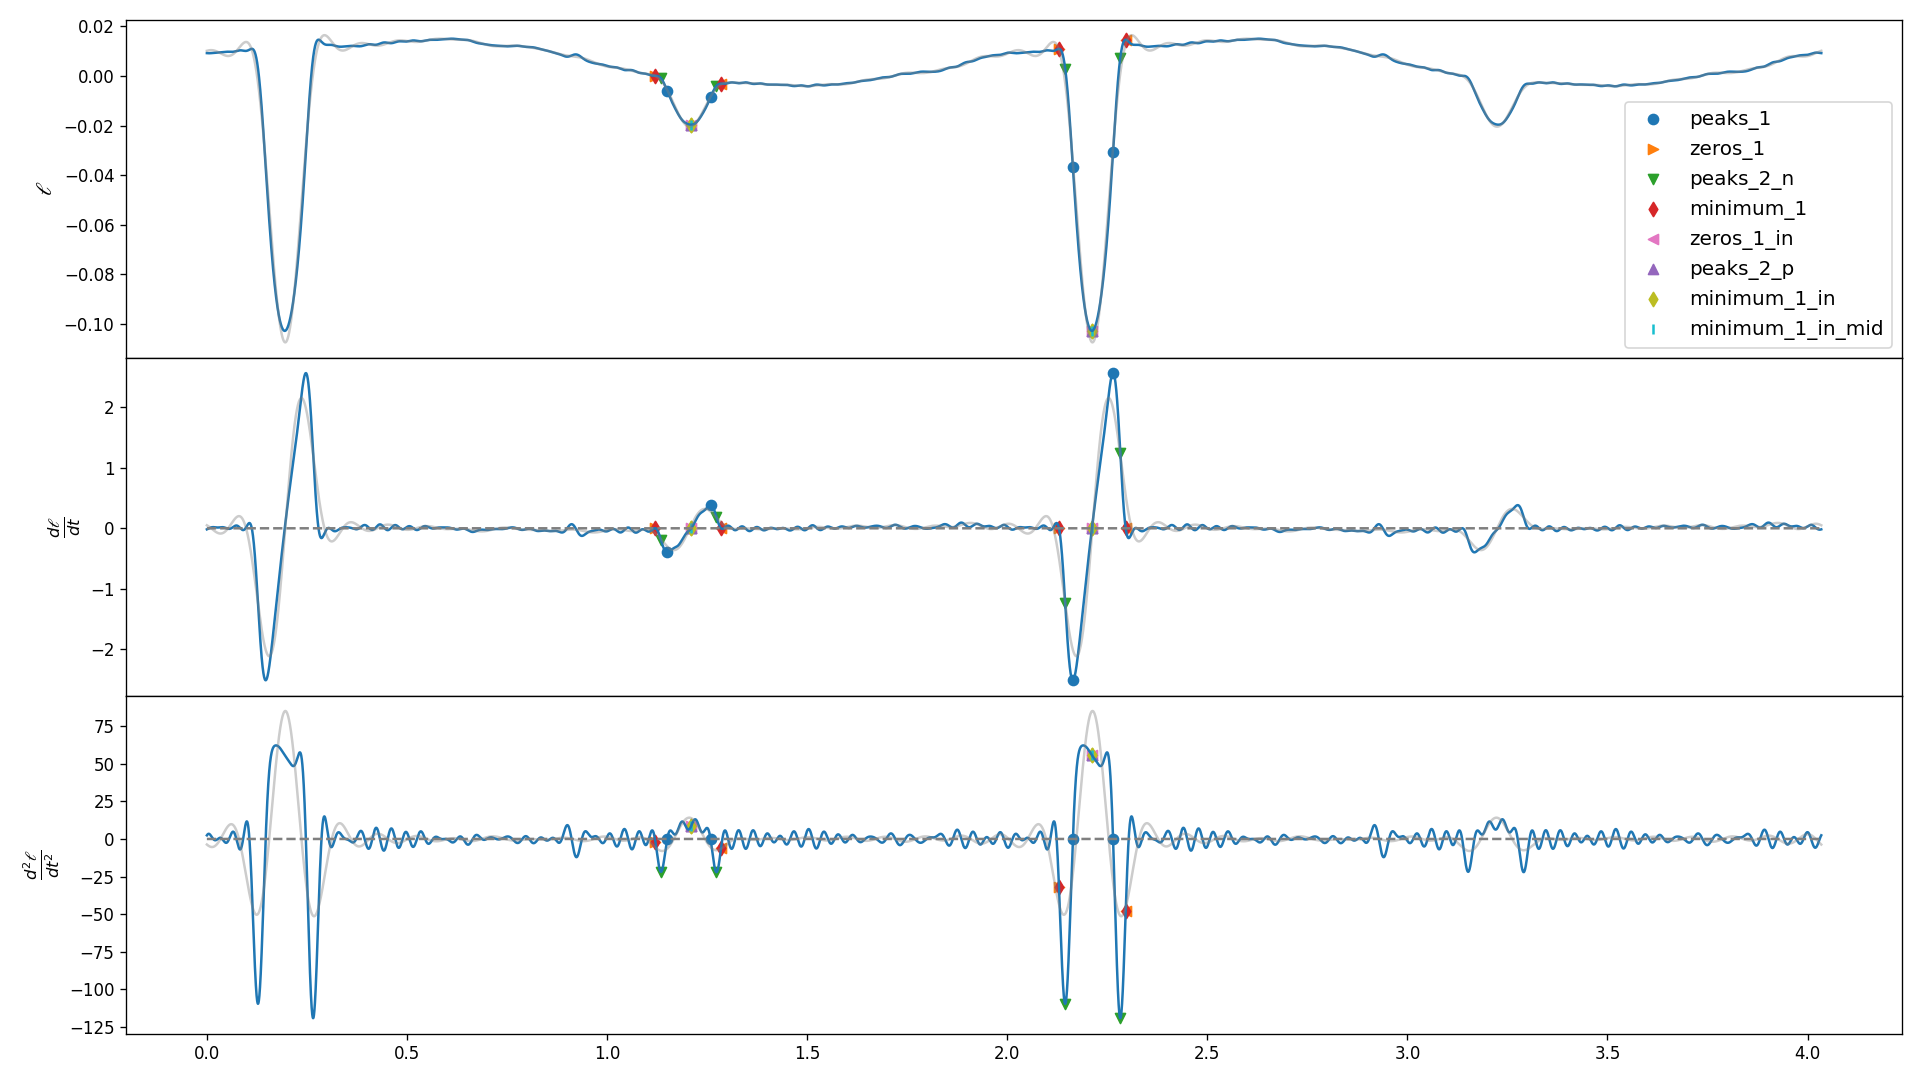 0.02
0.00
−0.02
−0.04
−0.06
−0.08
−0.10
ℓ
peaks_1
zeros_1
peaks_2_n
minimum_1
zeros_1_in
peaks_2_p
minimum_1_in
minimum_1_in_mid
2
1
0
−1
−2
dℓ
dt
75
50
25
0
−25
−50
−75
−100
−125
d²ℓ
dt²
0.0 0.5 1.0 1.5 2.0 2.5 3.0 3.5 4.0